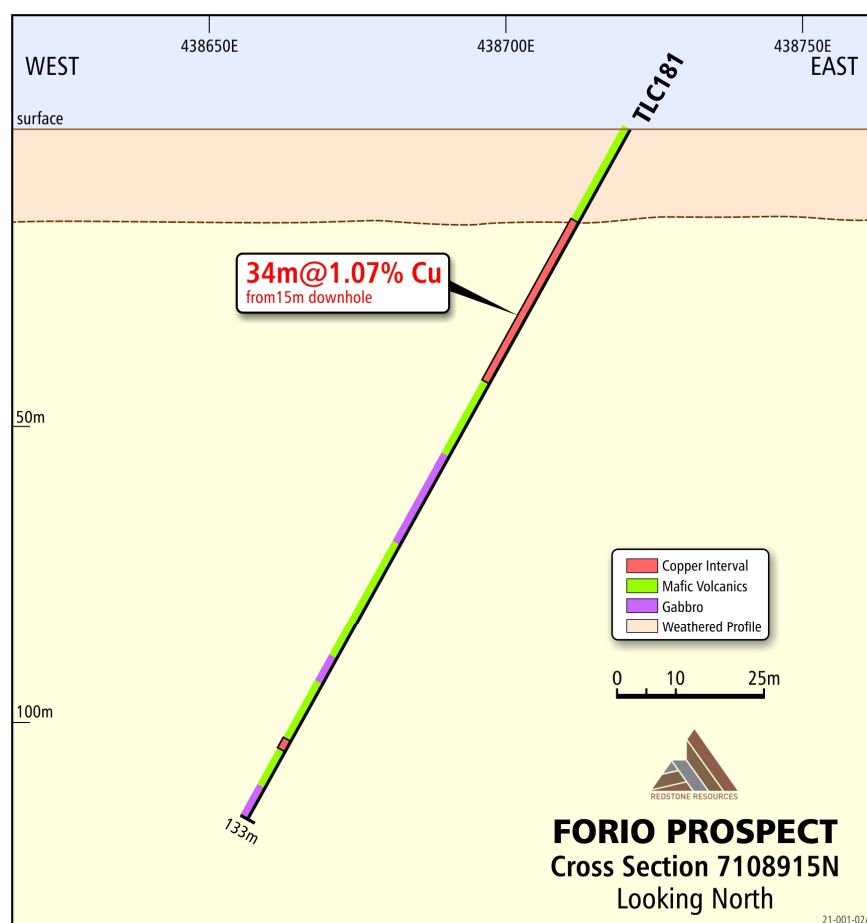 438650E
438700E
438750E
WEST
EAST
TLC181
surface
34m@1.07% Cu
from15m downhole
50m
Copper Interval
Mafic Volcanics
Gabbro
Weathered Profile
0 10 25m
100m
REDSTONE RESOURCES
133m
FORIO PROSPECT
Cross Section 7108915N
Looking North